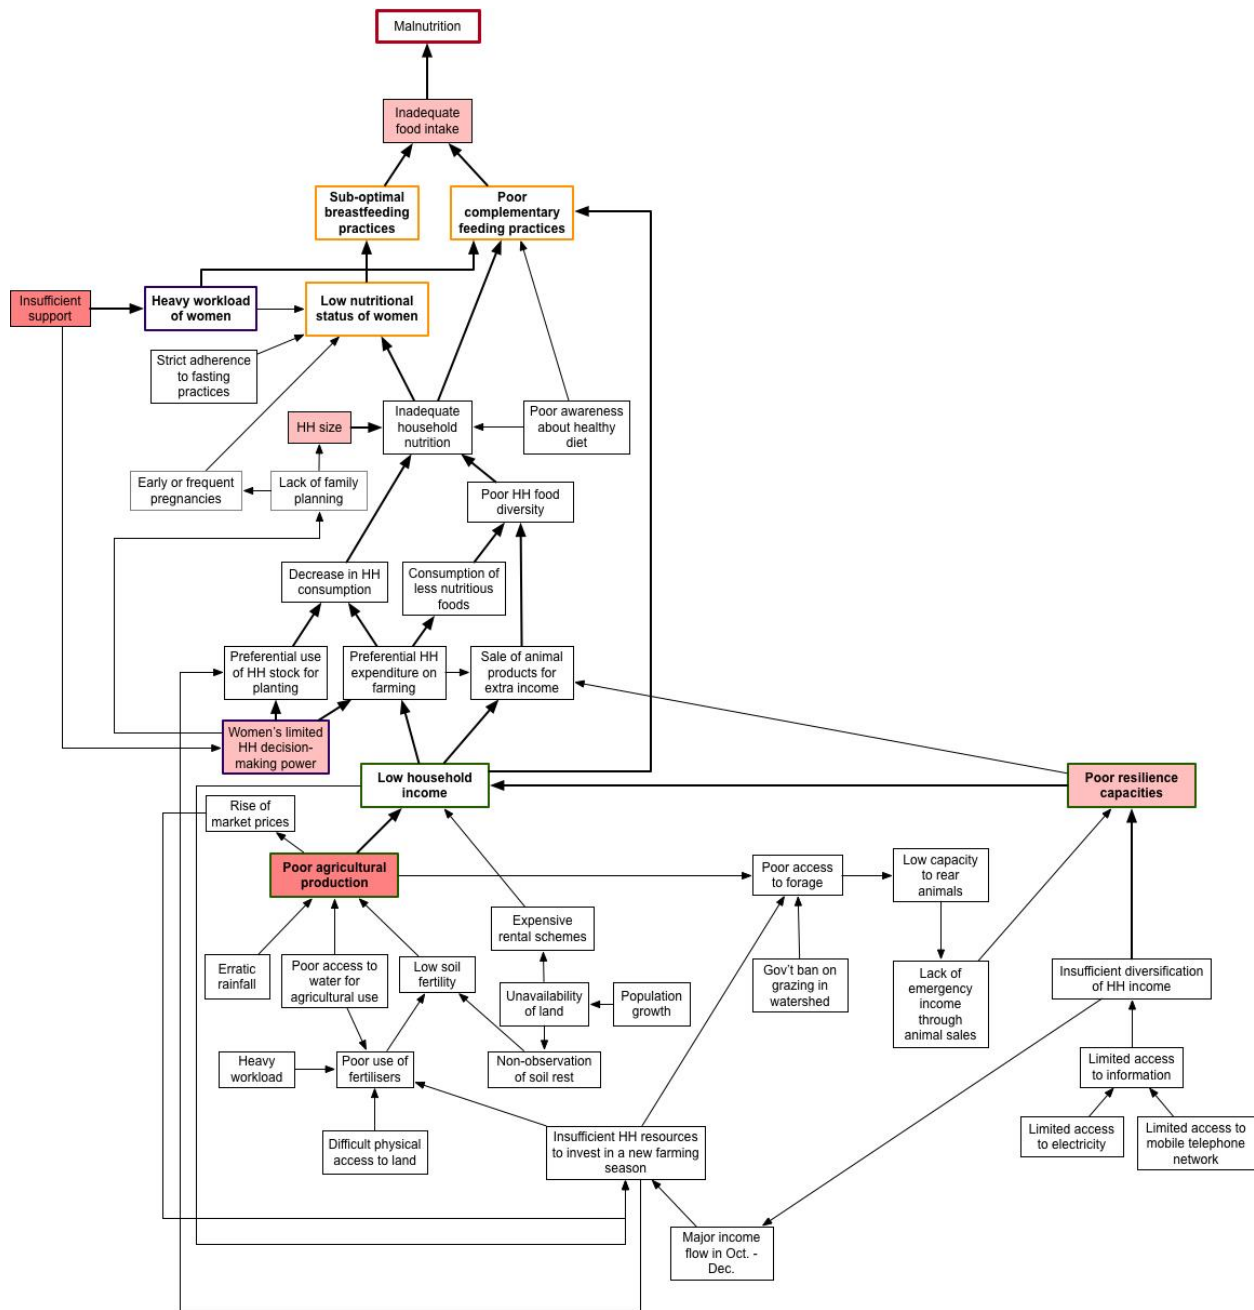 Malnutrition
Inadequate
food intake
Sub-optimal
breastfeeding
practices
Poor
complementary
feeding practices
Insufficient
support
Heavy workload
of women
Low nutritional
status of women
Strict adherence
to fasting
practices
HH size
Inadequate
household
nutrition
Poor awareness
about healthy
diet
Early or frequent
pregnancies
Lack of family
planning
Poor HH food
diversity
Decrease in HH
consumption
Consumption of
less nutritious
foods
Preferential use
of HH stock for
planting
Preferential HH
expenditure on
farming
Sale of animal
products for
extra income
Women's limited
HH decision-
making power
Low household
income
Poor resilience
capacities
Rise of
market prices
Poor agricultural
production
Poor access
to forage
Low capacity
to rear
animals
Expensive
rental schemes
Erratic
rainfall
Poor access to
water for
agricultural use
Low soil
fertility
Gov't ban on
grazing in
watershed
Lack of
emergency
income
through
animal sales
Insufficient diversification
of HH income
Unavailability
of land
Population
growth
Heavy
workload
Poor use of
fertilisers
Non-observation
of soil rest
Limited access
to information
Difficult physical
access to land
Insufficient HH resources
to invest in a new farming
season
Limited access
to electricity
Limited access to
mobile telephone
network
Major income
flow in Oct. -
Dec.